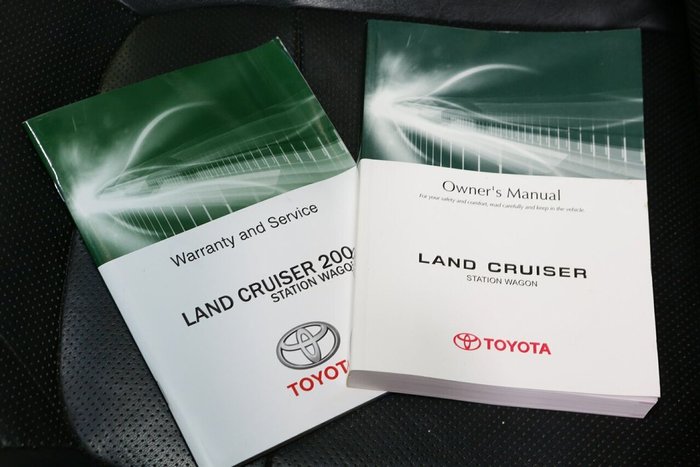 Warranty and Service
LAND CRUISER 200
STATION WAGON
TOYOT
Owner's Manual
For your safety and comfort, read carefully and keep in the vehicle.
LAND CRUISER
STATION WAGON
TOYOTA